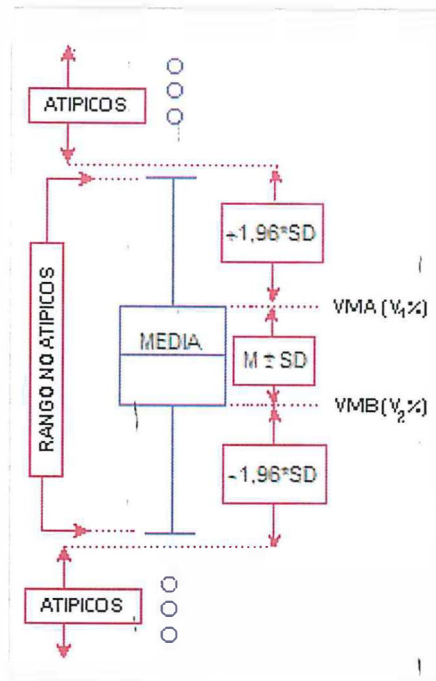 ATIPICOS
+1,96*SD
RANGO NO ATIPICOS
VMA (V1%)
MEDIA
M ± SD
VMB (V2%)
-1,96*SD
ATIPICOS